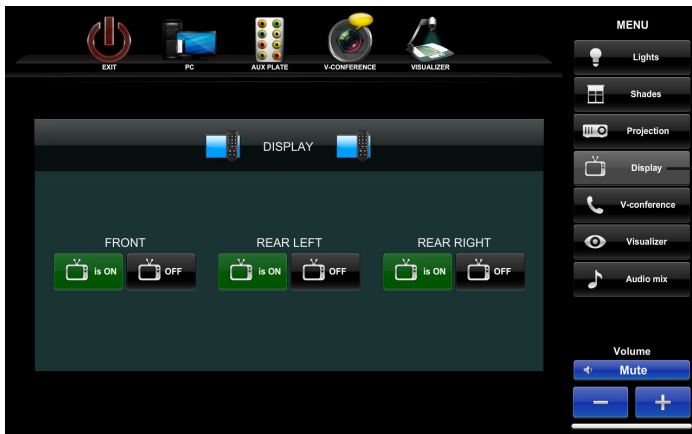 EXIT
PC
AUX PLATE
V-CONFERENCE
VISUALIZER
MENU
Lights
Shades
Projection
Display
V-conference
Visualizer
Audio mix
DISPLAY
FRONT
is ON
OFF
REAR LEFT
is ON
OFF
REAR RIGHT
is ON
OFF
Volume
Mute